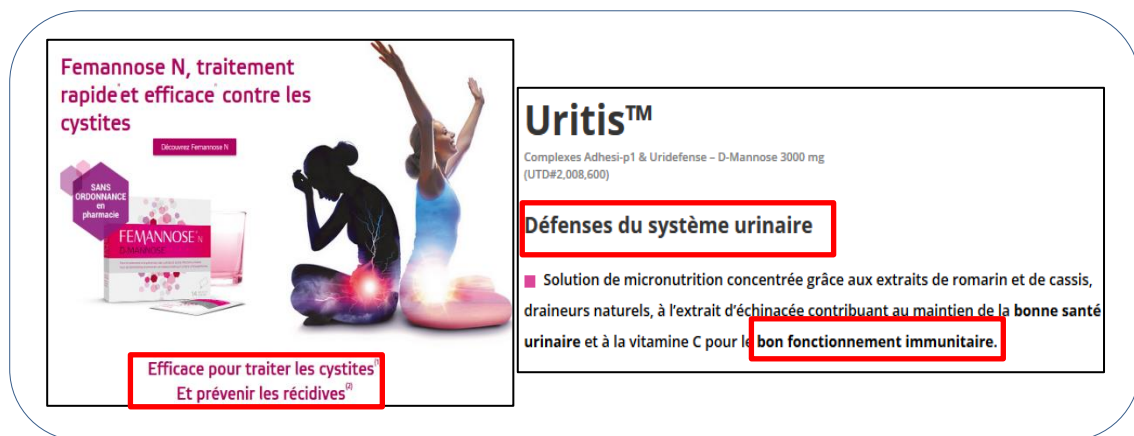 Femannose N, traitement
rapide* et efficace* contre les
cystites
Découvrez Femannose N
SANS
ORDONNANCE
en
pharmacie
FEMANNOSE® N
D-MANNOSE
Efficace pour traiter les cystites(1)
Et prévenir les récidives(2)
Uritis™
Complexes Adhesi-p1 & Uridefense – D-Mannose 3000 mg
(UTD#2,008,600)
Défenses du système urinaire
Solution de micronutrition concentrée grâce aux extraits de romarin et de cassis,
draineurs naturels, à l'extrait d'échinacée contribuant au maintien de la bonne santé
urinaire et à la vitamine C pour le bon fonctionnement immunitaire.